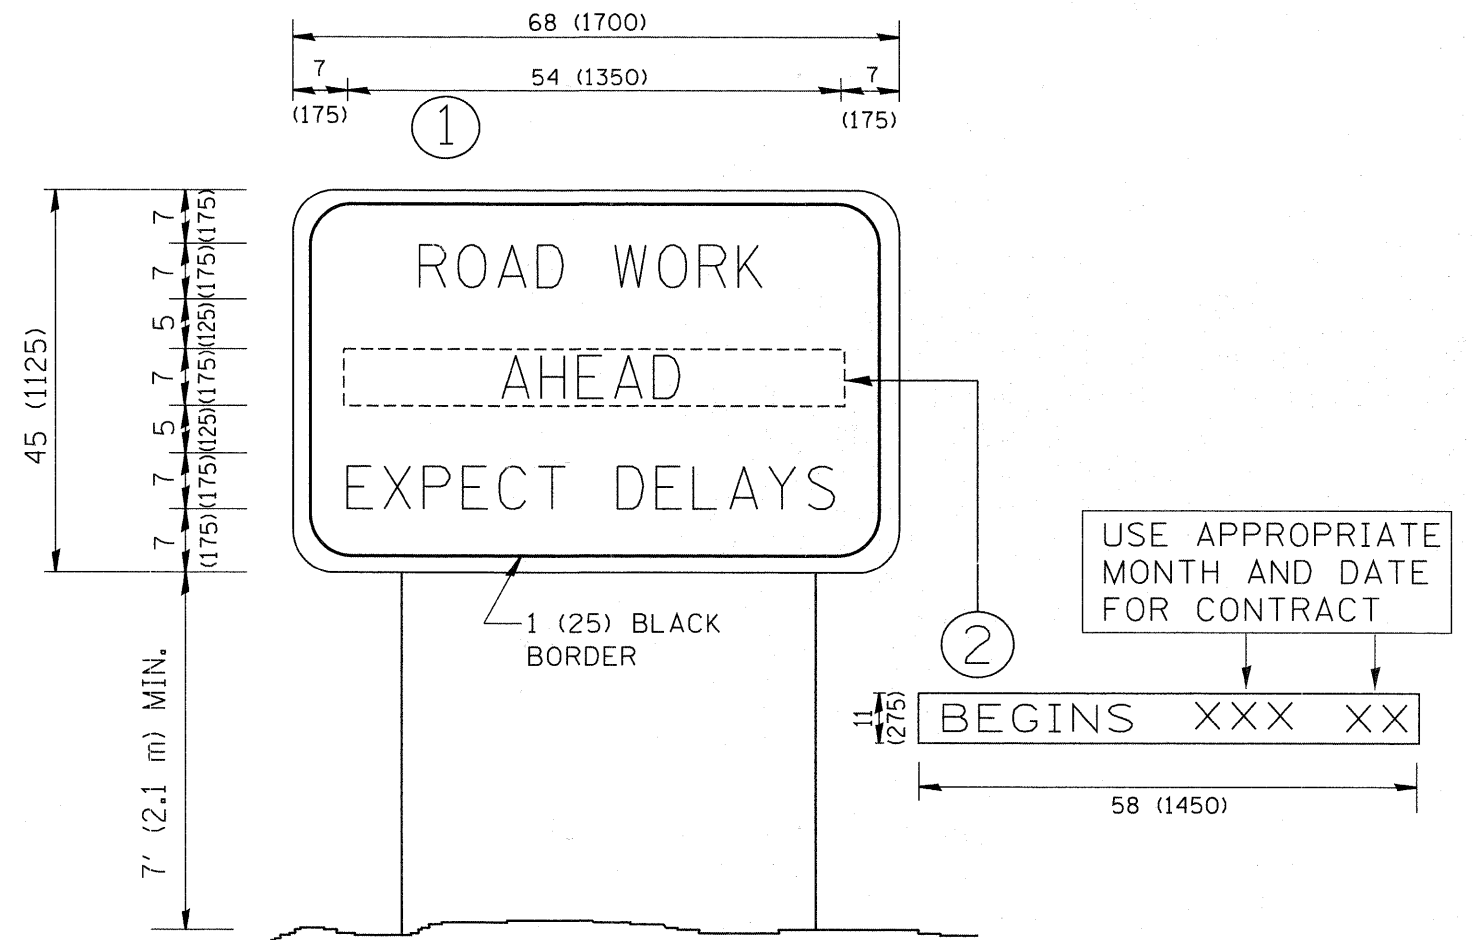 68 (1700)
7
54 (1350)
7
(175)
(175)
1
45 (1125)
7 (175)
7 (175)
5 (125)
7 (175)
5 (125)
7 (175)
7 (175)
ROAD WORK
AHEAD
EXPECT DELAYS
1 (25) BLACK
BORDER
7' (2.1 m) MIN.
2
USE APPROPRIATE
MONTH AND DATE
FOR CONTRACT
11
(275)
BEGINS XXX XX
58 (1450)